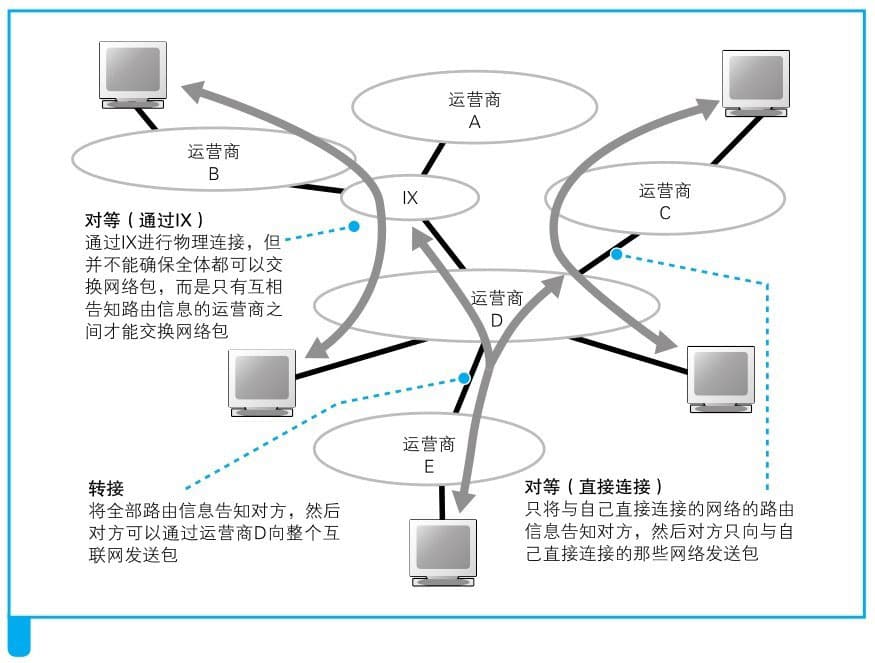 运营商
A
运营商
B
IX
运营商
C
对等（通过IX）
通过IX进行物理连接，但
并不能确保全体都可以交
换网络包，而是只有互相
告知路由信息的运营商之
间才能交换网络包
运营商
D
运营商
E
转接
将全部路由信息告知对方，然后
对方可以通过运营商D向整个互
联网发送包
对等（直接连接）
只将与自己直接连接的网络的路由
信息告知对方，然后对方只向与自
己直接连接的那些网络发送包